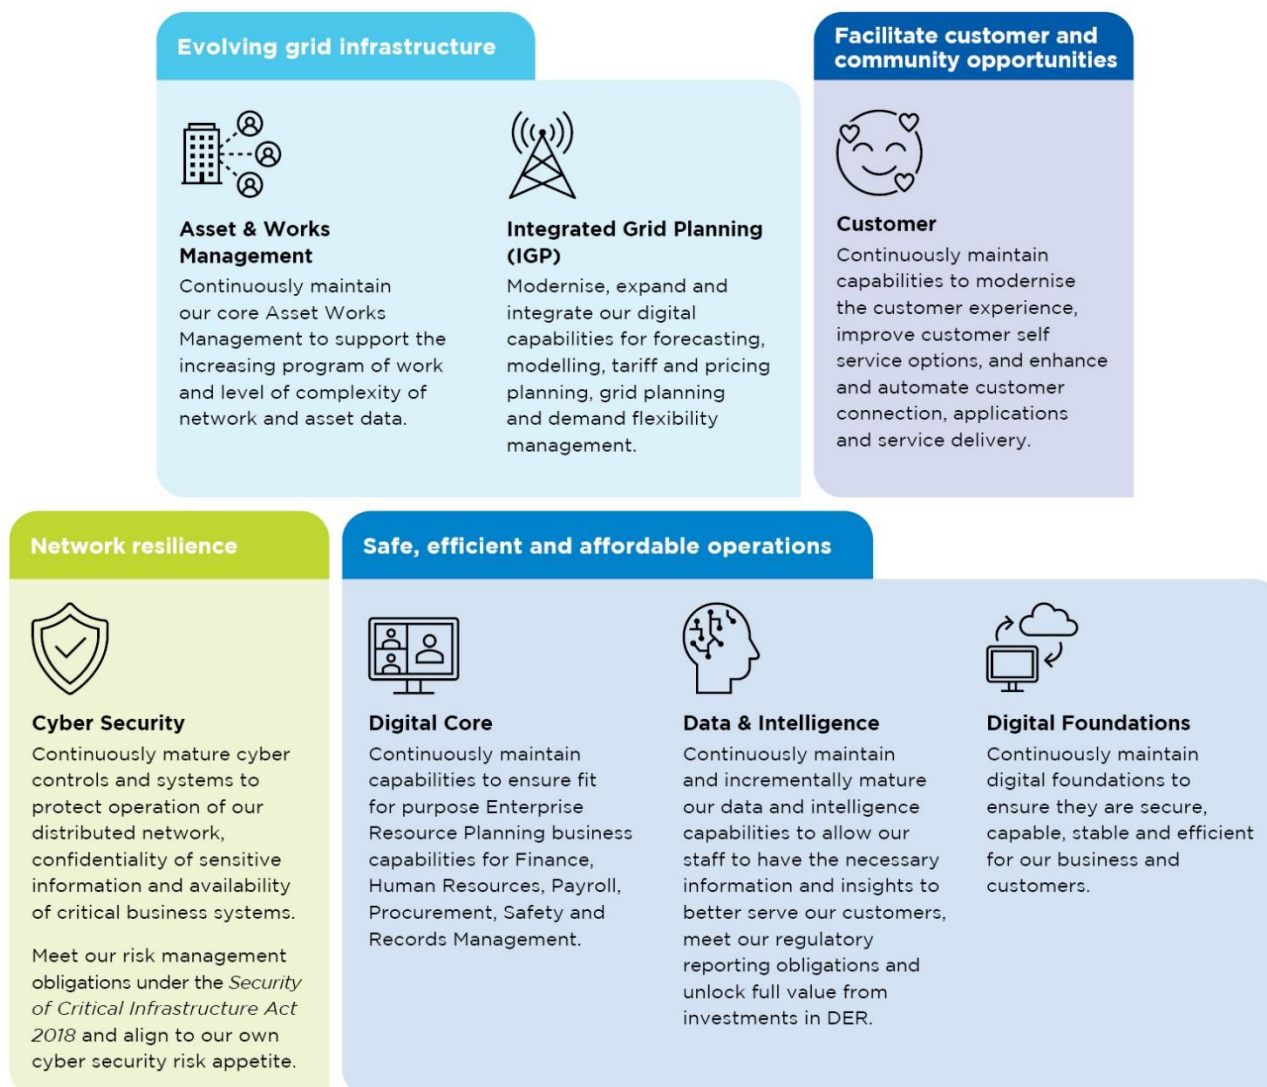 Evolving grid infrastructure
Asset & Works
Management
Continuously maintain
our core Asset Works
Management to support the
increasing program of work
and level of complexity of
network and asset data.
Integrated Grid Planning
(IGP)
Modernise, expand and
integrate our digital
capabilities for forecasting,
modelling, tariff and pricing
planning, grid planning
and demand flexibility
management.
Facilitate customer and
community opportunities
Customer
Continuously maintain
capabilities to modernise
the customer experience,
improve customer self
service options, and enhance
and automate customer
connection, applications
and service delivery.
Network resilience
Cyber Security
Continuously mature cyber
controls and systems to
protect operation of our
distributed network,
confidentiality of sensitive
information and availability
of critical business systems.
Meet our risk management
obligations under the Security
of Critical Infrastructure Act
2018 and align to our own
cyber security risk appetite.
Safe, efficient and affordable operations
Digital Core
Continuously maintain
capabilities to ensure fit
for purpose Enterprise
Resource Planning business
capabilities for Finance,
Human Resources, Payroll,
Procurement, Safety and
Records Management.
Data & Intelligence
Continuously maintain
and incrementally mature
our data and intelligence
capabilities to allow our
staff to have the necessary
information and insights to
better serve our customers,
meet our regulatory
reporting obligations and
unlock full value from
investments in DER.
Digital Foundations
Continuously maintain
digital foundations to
ensure they are secure,
capable, stable and efficient
for our business and
customers.